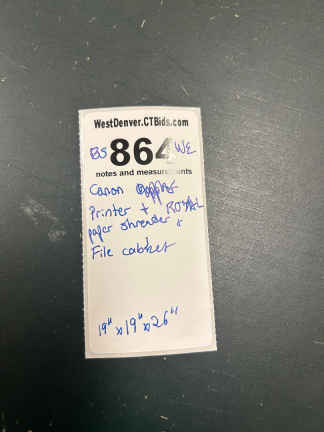 WestDenver.CTBids.com
BS 864 WE
notes and measurements
Canon
Printer + ROYAL
paper shredder
File cabinet
19" x 19" x 26"